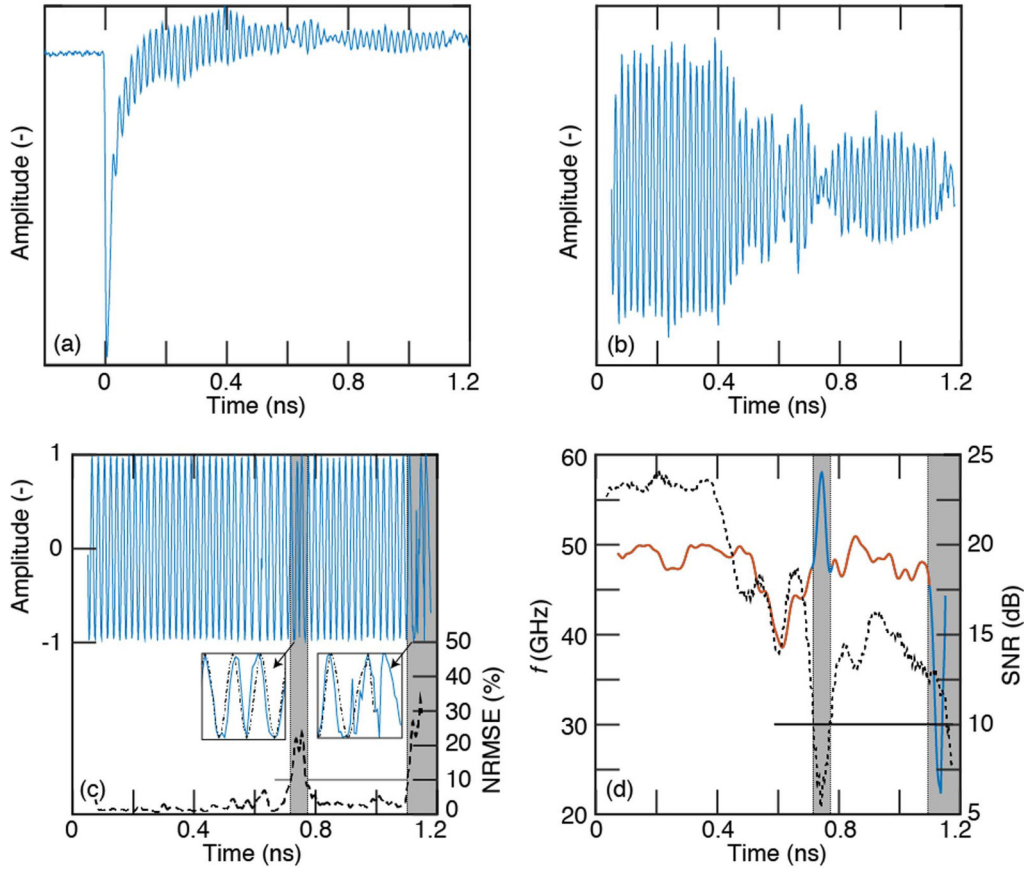 Amplitude (-)
(a)
0 0.4 0.8 1.2
Time (ns)
Amplitude (-)
(b)
0 0.4 0.8 1.2
Time (ns)
Amplitude (-)
1
0
-1
50
40
30
20
10
0
NRMSE (%)
(c)
0 0.4 0.8 1.2
Time (ns)
f (GHz)
60
50
40
30
20
25
20
15
10
5
SNR (dB)
(d)
0 0.4 0.8 1.2
Time (ns)